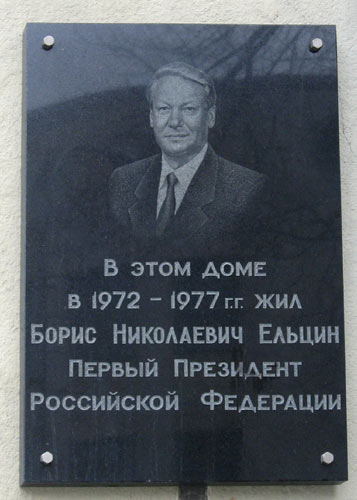 В этом доме
в 1972 – 1977 г.г. жил
Борис Николаевич Ельцин
Первый Президент
Российской Федерации